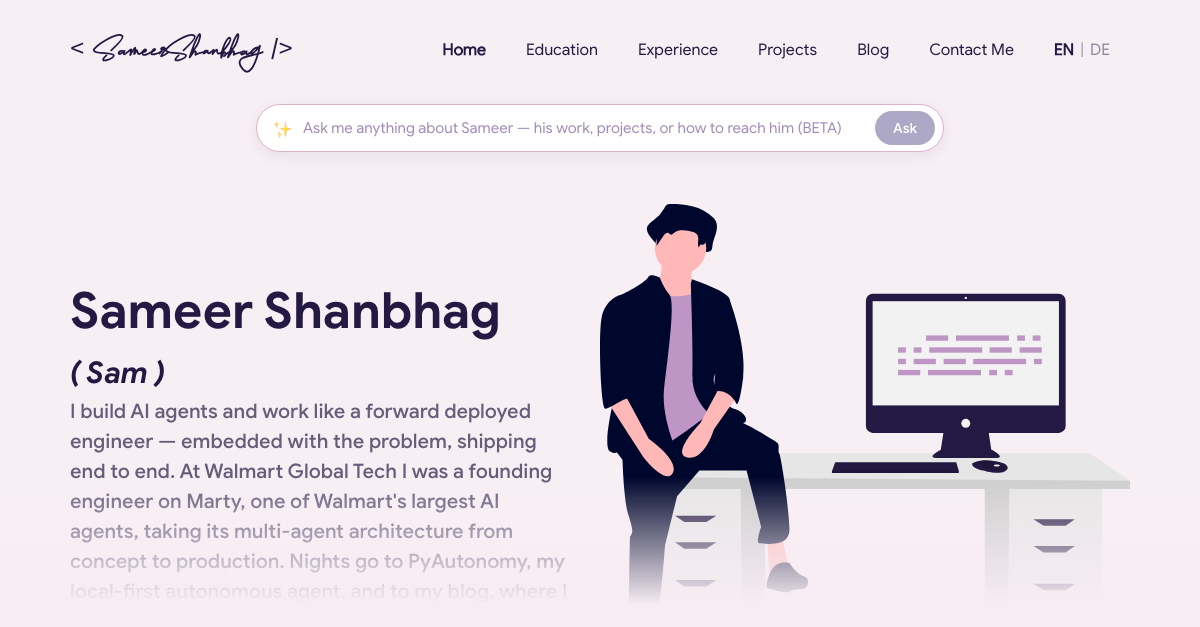 < SameerShanbhag />
Home Education Experience Projects Blog Contact Me EN | DE
✨ Ask me anything about Sameer — his work, projects, or how to reach him (BETA) Ask
Sameer Shanbhag
( Sam )
I build AI agents and work like a forward deployed
engineer — embedded with the problem, shipping
end to end. At Walmart Global Tech I was a founding
engineer on Marty, one of Walmart's largest AI
agents, taking its multi-agent architecture from
concept to production. Nights go to PyAutonomy, my
local-first autonomous agent, and to my blog, where I